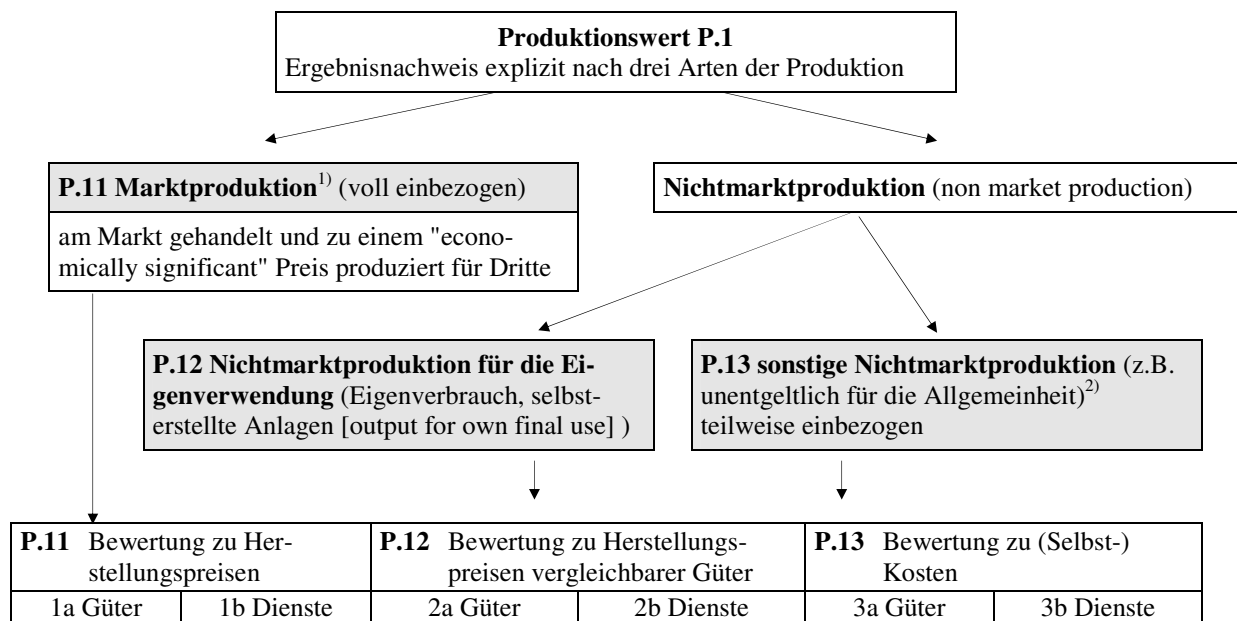 Produktionswert P.1
Ergebnisnachweis explizit nach drei Arten der Produktion
P.11 Marktproduktion1) (voll einbezogen)
am Markt gehandelt und zu einem "econo-
mically significant" Preis produziert für Dritte
Nichtmarktproduktion (non market production)
P.12 Nichtmarktproduktion für die Ei-
genverwendung (Eigenverbrauch, selbst-
erstellte Anlagen [output for own final use] )
P.13 sonstige Nichtmarktproduktion (z.B.
unentgeltlich für die Allgemeinheit)2)
teilweise einbezogen
P.11 Bewertung zu Her-
stellungspreisen
P.12 Bewertung zu Herstellungs-
preisen vergleichbarer Güter
P.13 Bewertung zu (Selbst-)
Kosten
1a Güter
1b Dienste
2a Güter
2b Dienste
3a Güter
3b Dienste